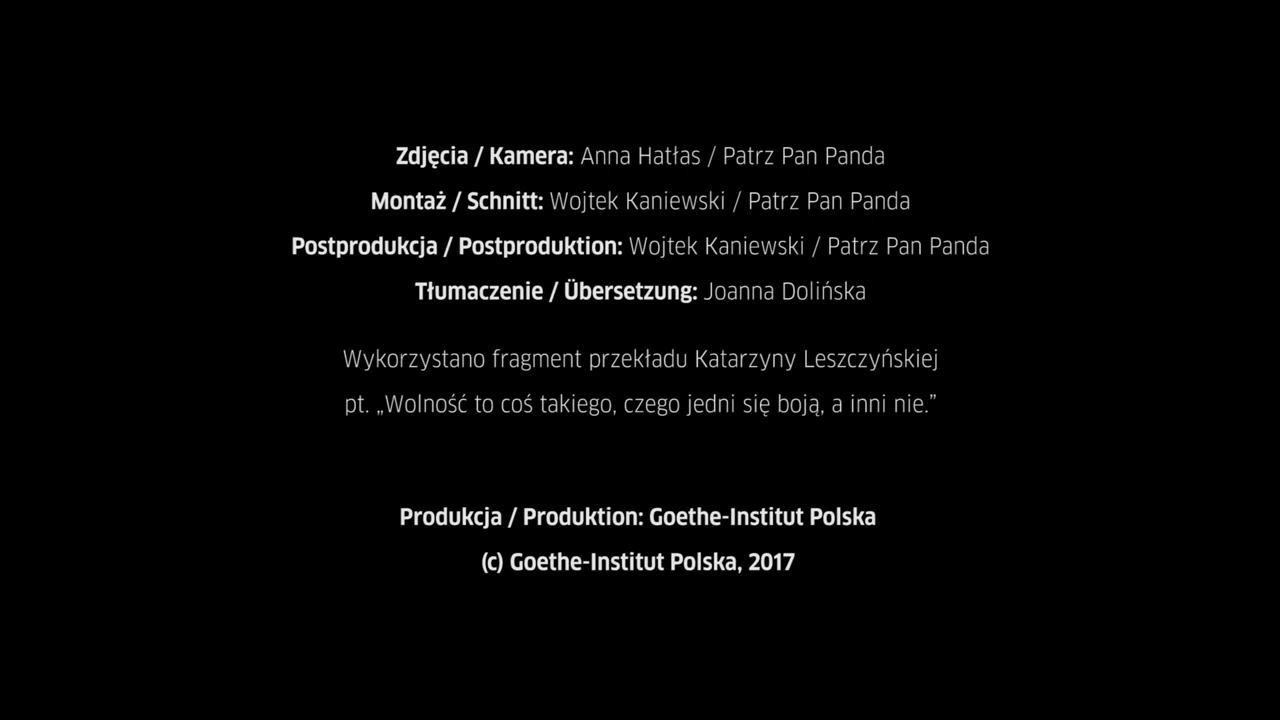 Zdjęcia / Kamera: Anna Hatłas / Patrz Pan Panda
Montaż / Schnitt: Wojtek Kaniewski / Patrz Pan Panda
Postprodukcja / Postproduktion: Wojtek Kaniewski / Patrz Pan Panda
Tłumaczenie / Übersetzung: Joanna Dolińska
Wykorzystano fragment przekładu Katarzyny Leszczyńskiej
pt. „Wolność to coś takiego, czego jedni się boją, a inni nie.”
Produkcja / Produktion: Goethe-Institut Polska
(c) Goethe-Institut Polska, 2017